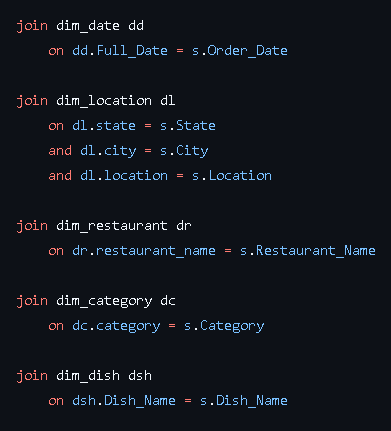 join dim_date dd
    on dd.Full_Date = s.Order_Date
join dim_location dl
    on dl.state = s.State
    and dl.city = s.City
    and dl.location = s.Location
join dim_restaurant dr
    on dr.restaurant_name = s.Restaurant_Name
join dim_category dc
    on dc.category = s.Category
join dim_dish dsh
    on dsh.Dish_Name = s.Dish_Name